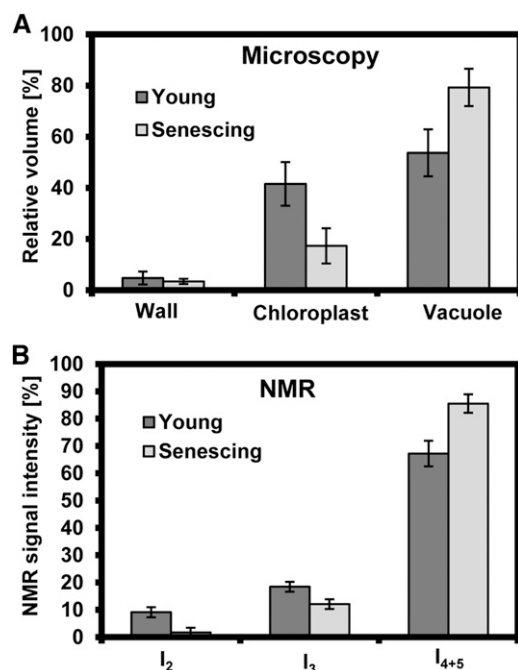 A
Microscopy
Relative volume [%]
100
80
60
40
20
0
Young
Senescing
Wall
Chloroplast
Vacuole
B
NMR
NMR signal intensity [%]
100
90
80
70
60
50
40
30
20
10
0
Young
Senescing
I2
I3
I4+5